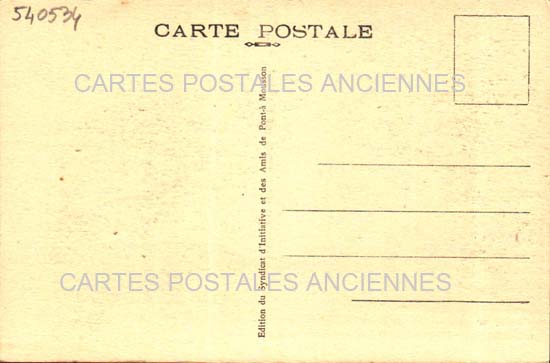 540534
CARTE POSTALE
CARTES POSTALES ANCIENNES
Edition du Syndicat d'Initiative et des Amis de Pont-à Mousson
CARTES POSTALES ANCIENNES